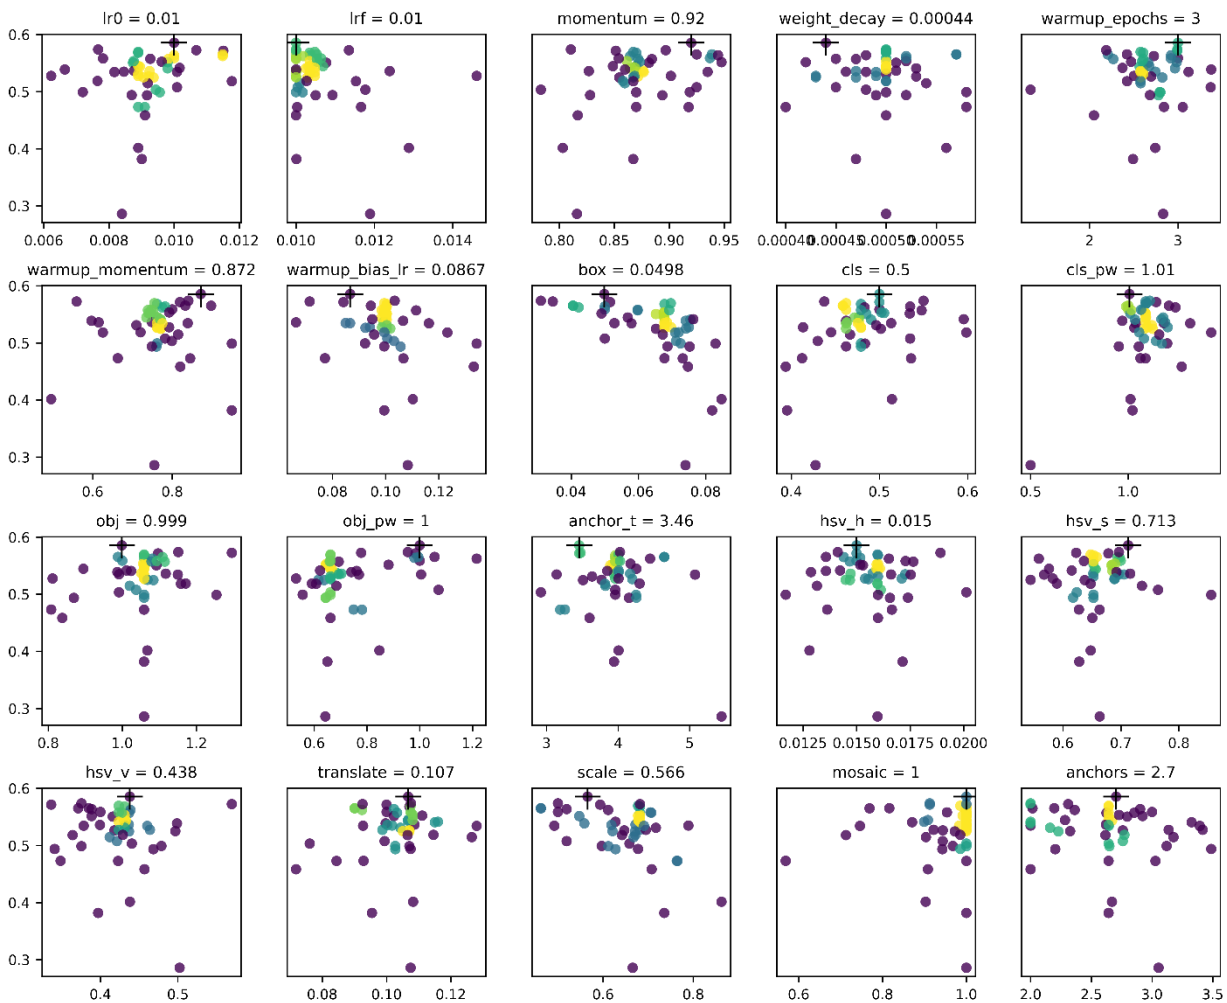 lr0 = 0.01 lrf = 0.01 momentum = 0.92 weight_decay = 0.00044 warmup_epochs = 3
0.6
0.5
0.4
0.3
0.006 0.008 0.010 0.012 0.010 0.012 0.014 0.80 0.85 0.90 0.95 0.00040 0.00045 0.00050 0.00055 2 3
warmup_momentum = 0.872 warmup_bias_lr = 0.0867 box = 0.0498 cls = 0.5 cls_pw = 1.01
0.6
0.5
0.4
0.3
0.6 0.8 0.08 0.10 0.12 0.04 0.06 0.08 0.4 0.5 0.6 0.5 1.0
obj = 0.999 obj_pw = 1 anchor_t = 3.46 hsv_h = 0.015 hsv_s = 0.713
0.6
0.5
0.4
0.3
0.8 1.0 1.2 0.6 0.8 1.0 1.2 3 4 5 0.0125 0.0150 0.0175 0.0200 0.6 0.7 0.8
hsv_v = 0.438 translate = 0.107 scale = 0.566 mosaic = 1 anchors = 2.7
0.6
0.5
0.4
0.3
0.4 0.5 0.08 0.10 0.12 0.6 0.8 0.6 0.8 1.0 2.0 2.5 3.0 3.5